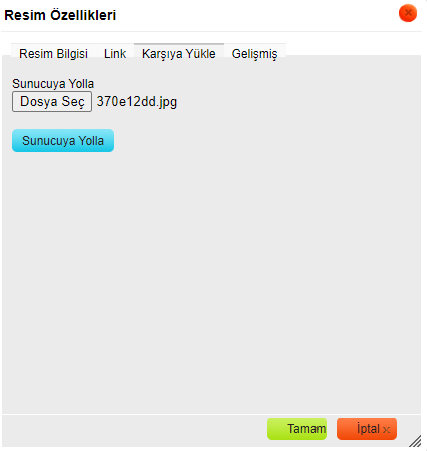 Resim Özellikleri
Resim Bilgisi Link Karşıya Yükle Gelişmiş
Sunucuya Yolla
Dosya Seç 370e12dd.jpg
Sunucuya Yolla
Tamam İptal